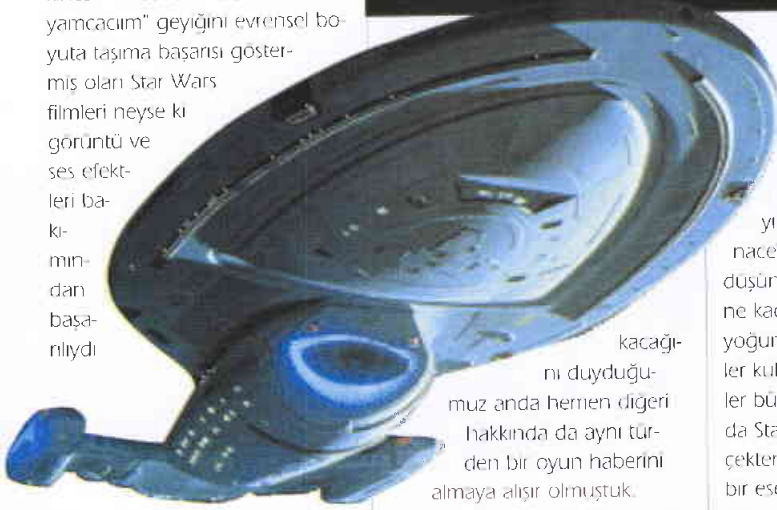 yamcacıım" geyiğini evrensel bo-
yuta taşıma başarısı göster-
miş olan Star Wars
filmleri neyse ki
görüntü ve
ses efekt-
leri ba-
kı-
mın-
dan
başa-
rılıydı
kacağı-
nı duyduğu-
muz anda hemen diğeri
hakkında da aynı tür-
den bir oyun haberini
almaya alışır olmuştuk.
yı
nace
düşün
ne kad
yoğun
ler kul
ler bü
da Sta
çekter
bir ese